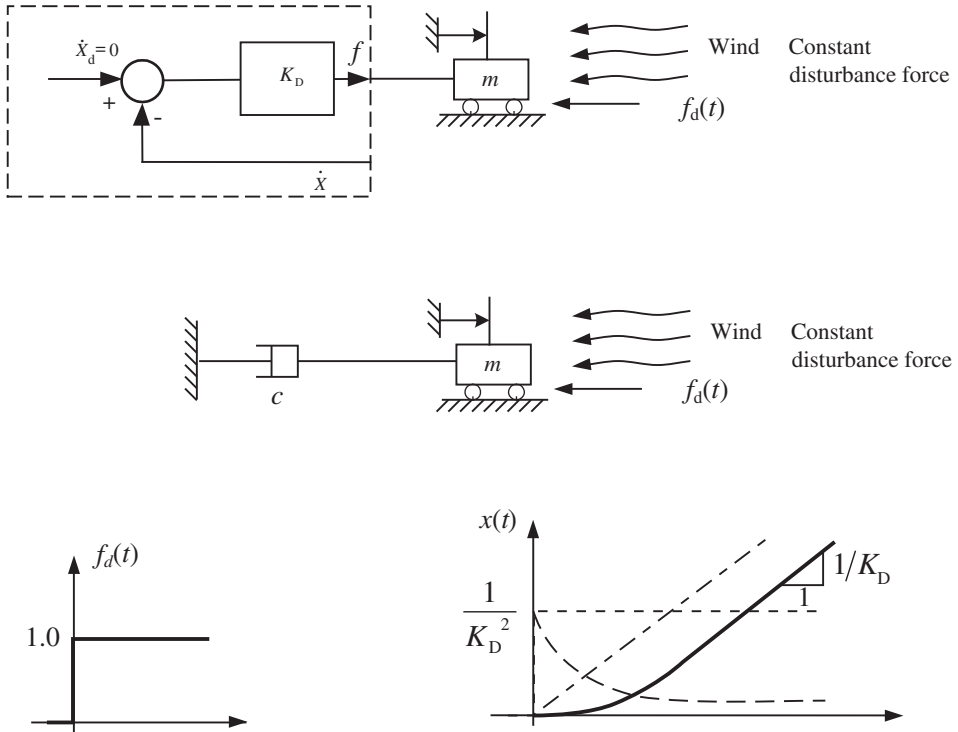 Ẋd = 0
+
-
KD
f
Ẋ
m
Wind
Constant
disturbance force
fd(t)
c
m
Wind
Constant
disturbance force
fd(t)
fd(t)
1.0
x(t)
1/KD²
1/KD
1